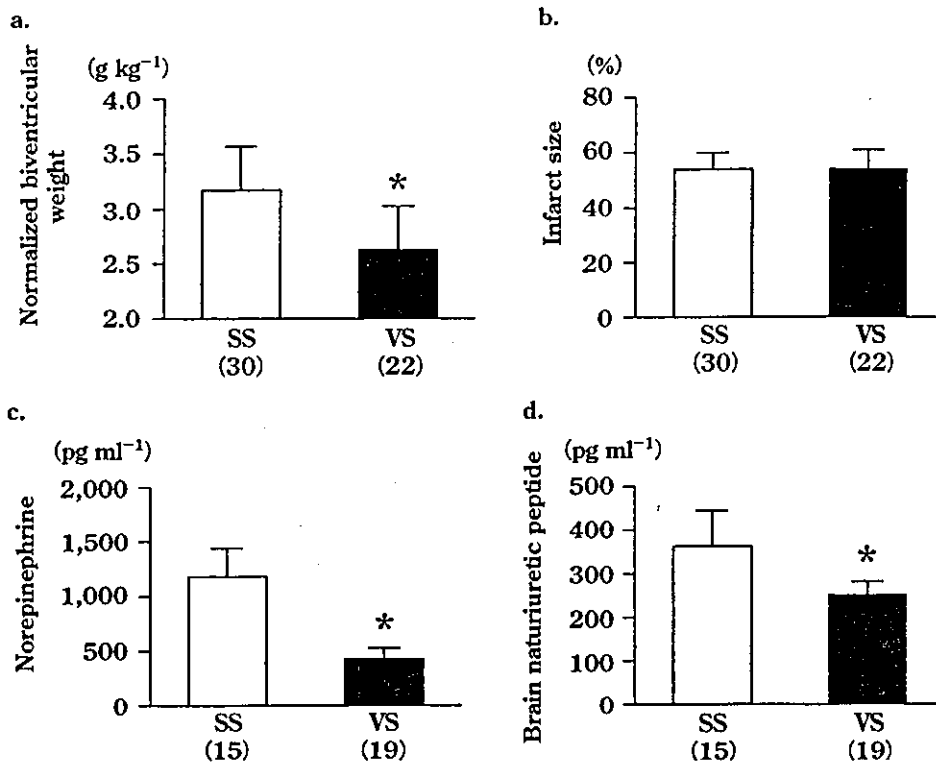 a.
(g kg⁻¹)
Normalized biventricular
weight
4.0
3.5
3.0
2.5
2.0
*
SS
(30)
VS
(22)
b.
(%)
Infarct size
80
60
40
20
0
SS
(30)
VS
(22)
c.
(pg ml⁻¹)
Norepinephrine
2,000
1,500
1,000
500
0
*
SS
(15)
VS
(19)
d.
(pg ml⁻¹)
Brain naturiuretic peptide
500
400
300
200
100
0
*
SS
(15)
VS
(19)